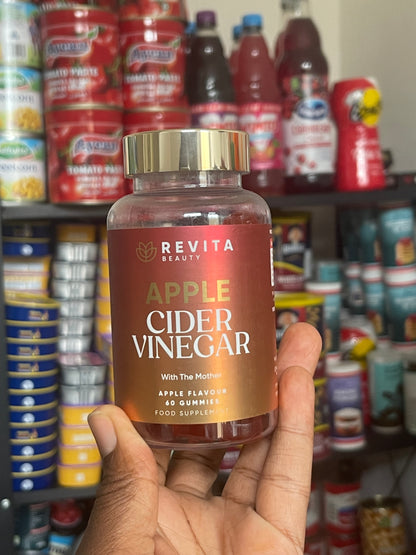 TOMATO PASTE
TOMATO PASTE
REVITA
BEAUTY
APPLE
CIDER
VINEGAR
With The Mother
APPLE FLAVOUR
60 GUMMIES
FOOD SUPPLEMENT